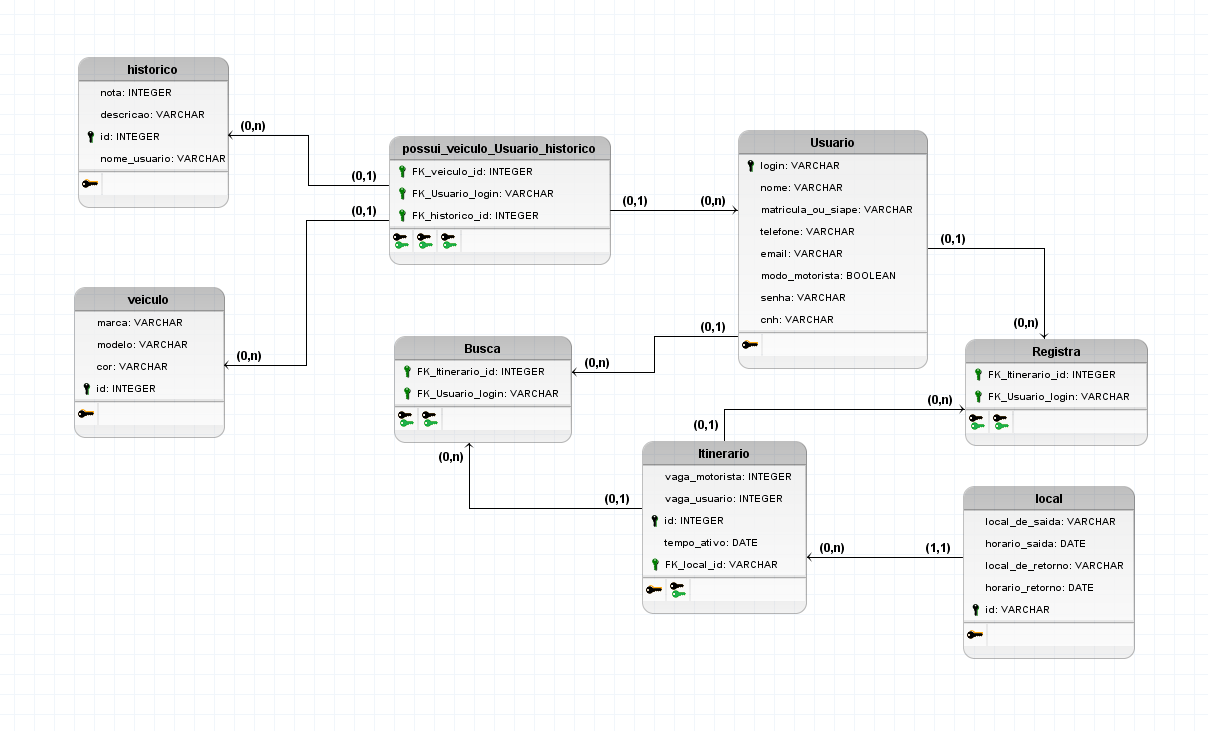 historico
nota: INTEGER
descricao: VARCHAR
id: INTEGER
nome_usuario: VARCHAR
(0,n)
(0,1)
possui_veiculo_Usuario_historico
FK_veiculo_id: INTEGER
FK_Usuario_login: VARCHAR
FK_historico_id: INTEGER
(0,1)
(0,n)
(0,1)
(0,n)
veiculo
marca: VARCHAR
modelo: VARCHAR
cor: VARCHAR
id: INTEGER
Usuario
login: VARCHAR
nome: VARCHAR
matricula_ou_siape: VARCHAR
telefone: VARCHAR
email: VARCHAR
modo_motorista: BOOLEAN
senha: VARCHAR
cnh: VARCHAR
(0,1)
(0,n)
(0,1)
(0,n)
Busca
FK_Itinerario_id: INTEGER
FK_Usuario_login: VARCHAR
Registra
FK_Itinerario_id: INTEGER
FK_Usuario_login: VARCHAR
(0,n)
(0,1)
(0,n)
(0,1)
Itinerario
vaga_motorista: INTEGER
vaga_usuario: INTEGER
id: INTEGER
tempo_ativo: DATE
FK_local_id: VARCHAR
(0,n)
(1,1)
local
local_de_saida: VARCHAR
horario_saida: DATE
local_de_retorno: VARCHAR
horario_retorno: DATE
id: VARCHAR